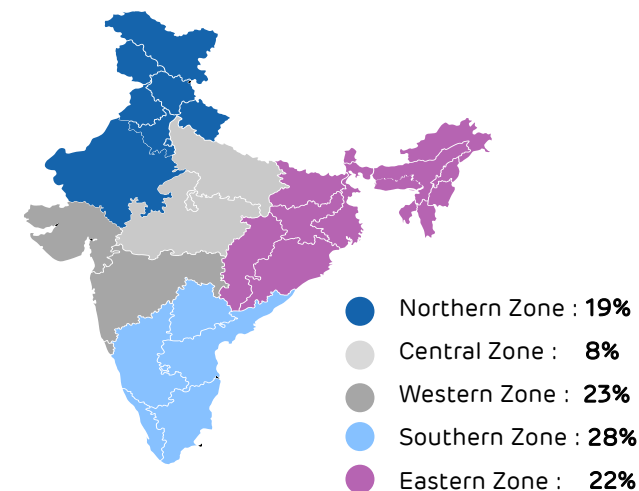 Northern Zone : 19%
Central Zone : 8%
Western Zone : 23%
Southern Zone : 28%
Eastern Zone : 22%